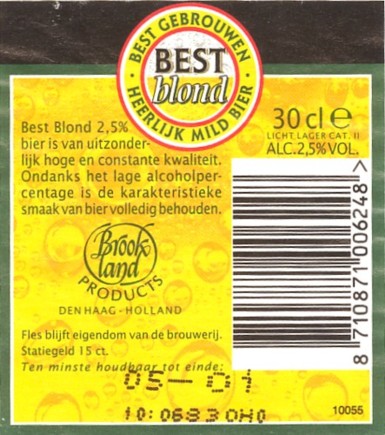 BEST GEBROUWEN
BEST
blond
HEERLIJK MILD BIER
30 cl e
LICHT LAGER CAT. II
ALC.2,5%VOL.
Best Blond 2,5%
bier is van uitzonder-
lijk hoge en constante kwaliteit.
Ondanks het lage alcoholper-
centage is de karakteristieke
smaak van bier volledig behouden.
Brook
land
PRODUCTS
DEN HAAG - HOLLAND
Fles blijft eigendom van de brouwerij.
Statiegeld 15 ct.
Ten minste houdbaar tot einde:
05-01
10:0683OHO
8 710871 006248 >
10055